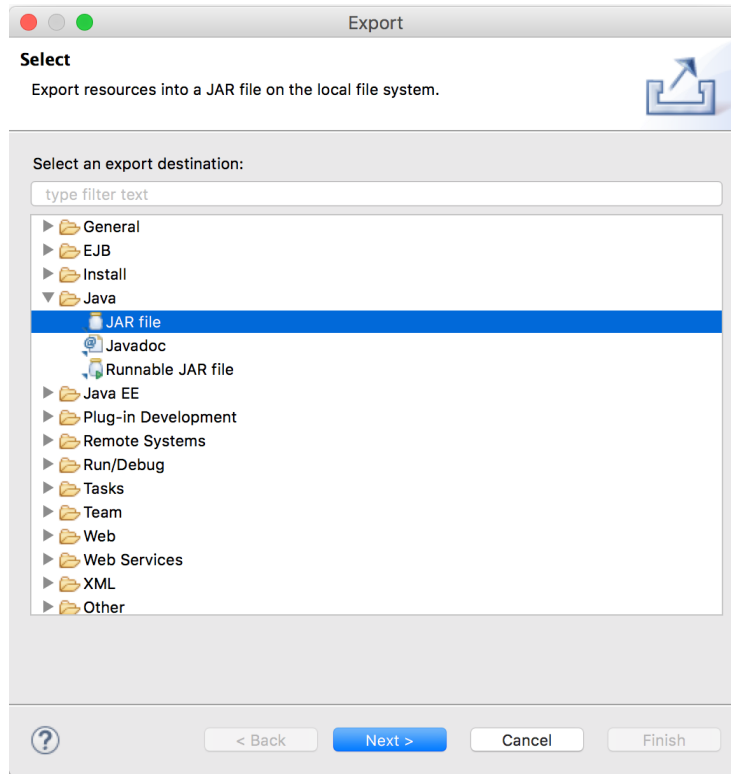 Export
Select
Export resources into a JAR file on the local file system.
Select an export destination:
type filter text
General
EJB
Install
Java
JAR file
@ Javadoc
Runnable JAR file
Java EE
Plug-in Development
Remote Systems
Run/Debug
Tasks
Team
Web
Web Services
XML
Other
? < Back Next > Cancel Finish